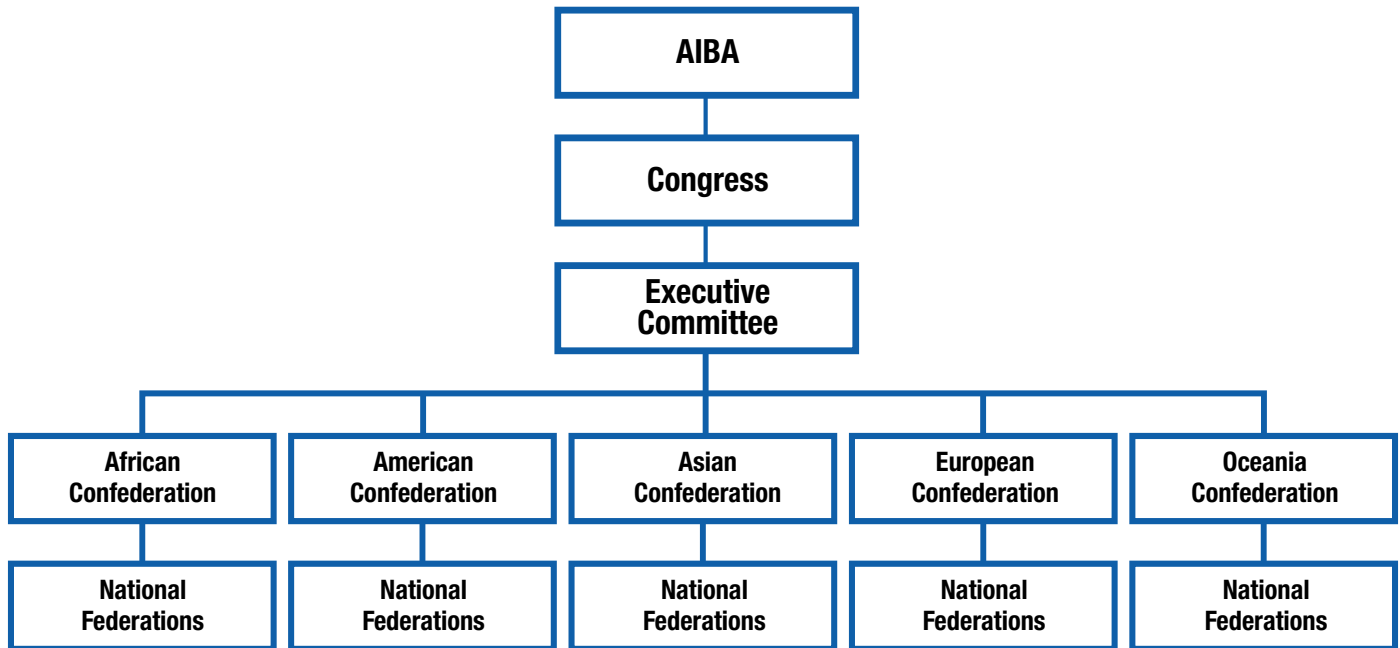 AIBA
Congress
Executive
Committee
African
Confederation
American
Confederation
Asian
Confederation
European
Confederation
Oceania
Confederation
National
Federations
National
Federations
National
Federations
National
Federations
National
Federations